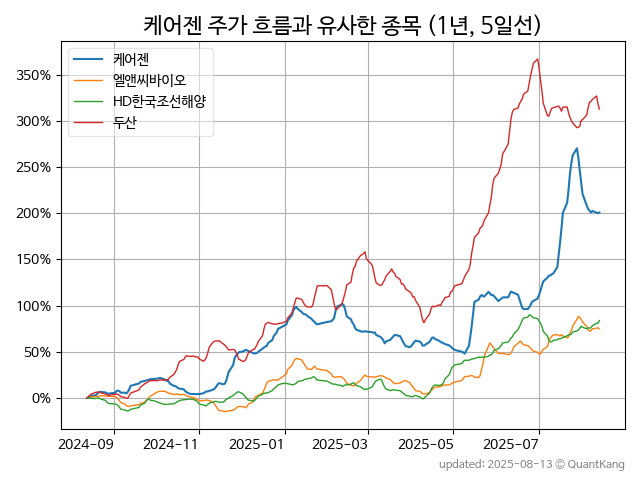 케어젠 주가 흐름과 유사한 종목 (1년, 5일선)
케어젠
엘앤씨바이오
HD한국조선해양
두산
350%
300%
250%
200%
150%
100%
50%
0%
2024-09 2024-11 2025-01 2025-03 2025-05 2025-07
updated: 2025-08-13 ⓒ QuantKang